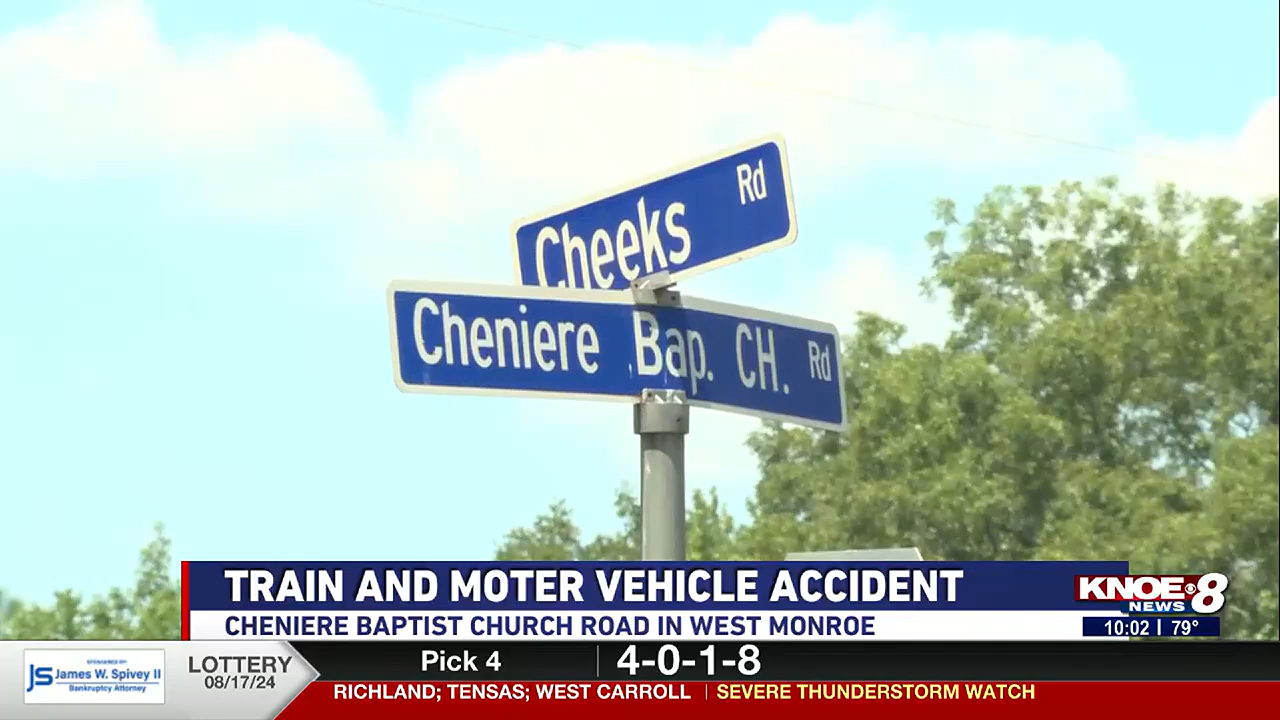 Cheeks Rd
Cheniere Bap. CH. Rd
TRAIN AND MOTER VEHICLE ACCIDENT
CHENIERE BAPTIST CHURCH ROAD IN WEST MONROE
KNOE 8
NEWS
10:02 79°
SPONSORED BY:
JS James W. Spivey II
Bankruptcy Attorney
LOTTERY
08/17/24
Pick 4 4-0-1-8
RICHLAND; TENSAS; WEST CARROLL SEVERE THUNDERSTORM WATCH